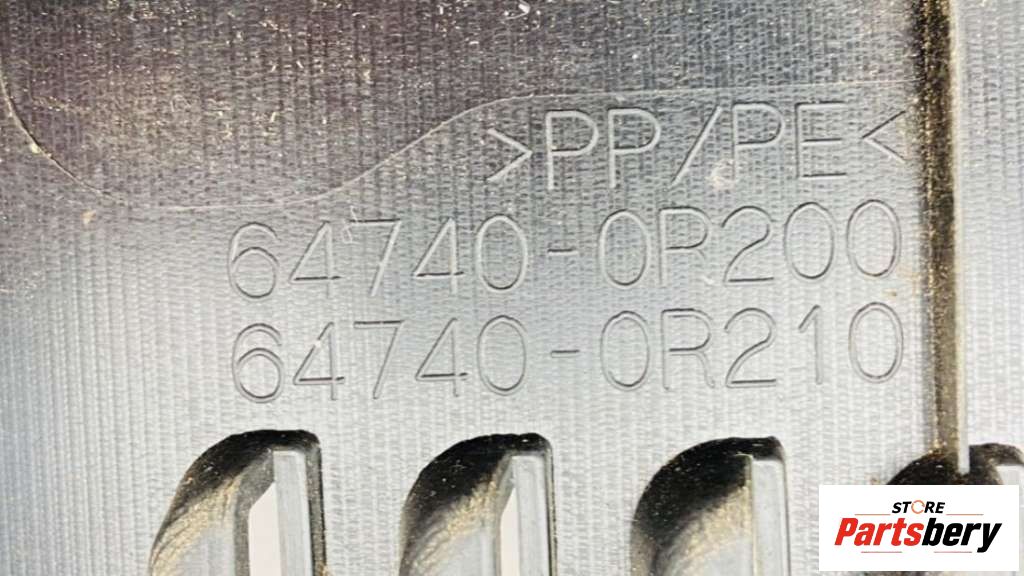 >PP/PE<
64740-0R200
64740-0R210
STORE
Partsbery